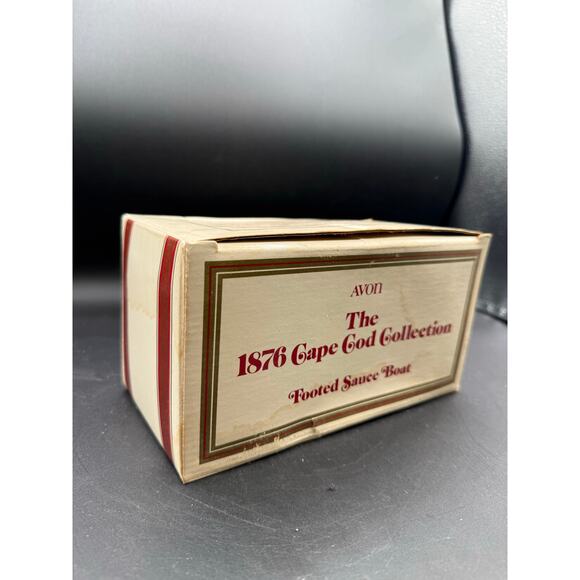 AVON
The
1876 Cape Cod Collection
Footed Sauce Boat